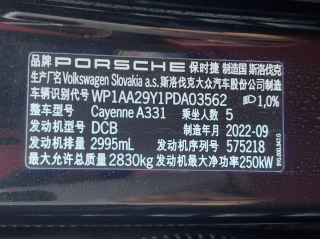 品牌 PORSCHE 保时捷 制造国 斯洛伐克
生产厂名 Volkswagen Slovakia a.s. 斯洛伐克大众汽车股份公司制造
车辆识别代号 WP1AA29Y1PDA03562 1,0%
整车型号 Cayenne A331 乘坐人数 5
发动机型号 DCB 制造年月 2022-09
发动机排量 2995mL 发动机序号 575218
最大允许总质量 2830kg 发动机最大净功率 250kW